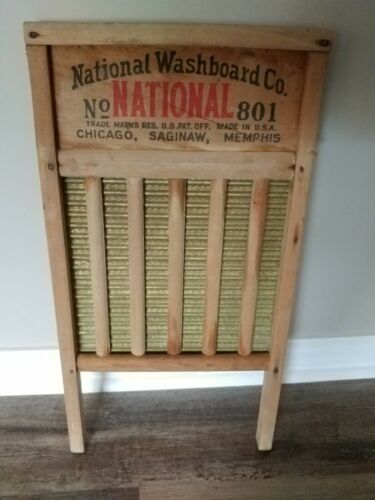 National Washboard Co.
No NATIONAL 801
TRADE MARKS REG. U.S. PAT. OFF. MADE IN U.S.A.
CHICAGO, SAGINAW, MEMPHIS